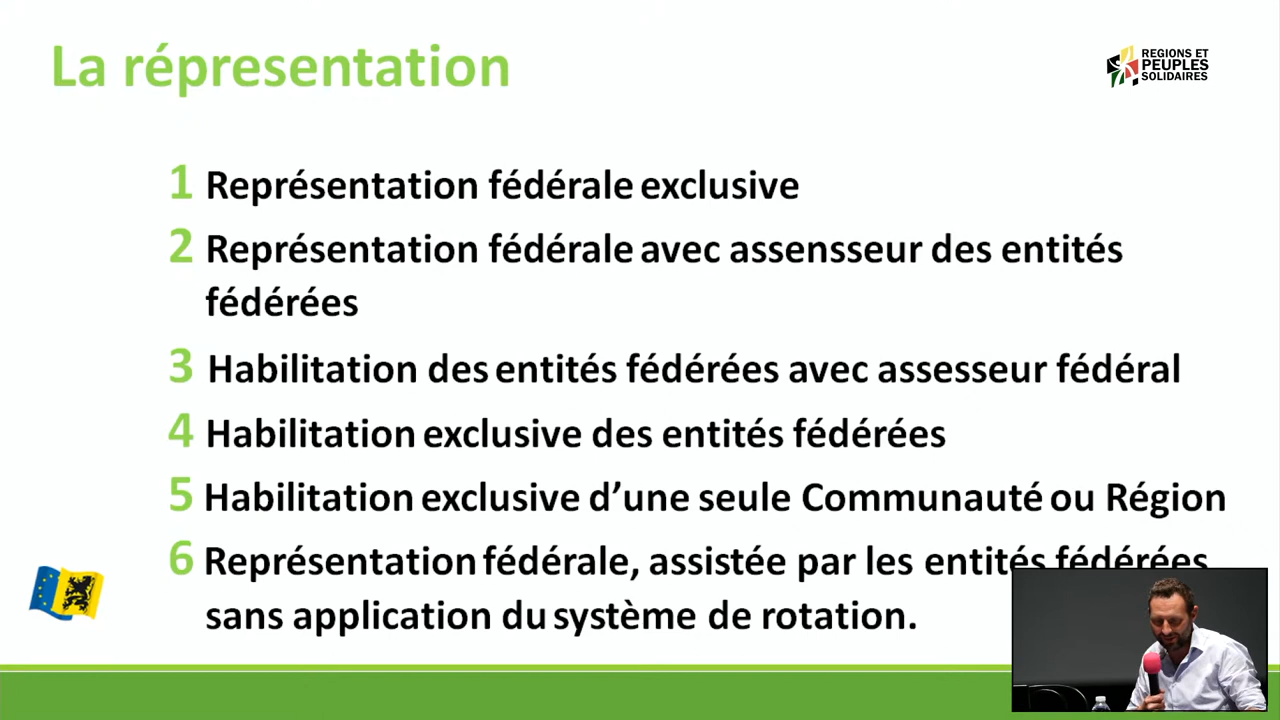 La répresentation
REGIONS ET
PEUPLES
SOLIDAIRES
1 Représentation fédérale exclusive
2 Représentation fédérale avec assensseur des entités
fédérées
3 Habilitation des entités fédérées avec assesseur fédéral
4 Habilitation exclusive des entités fédérées
5 Habilitation exclusive d’une seule Communauté ou Région
6 Représentation fédérale, assistée par les entités fédérées
sans application du système de rotation.